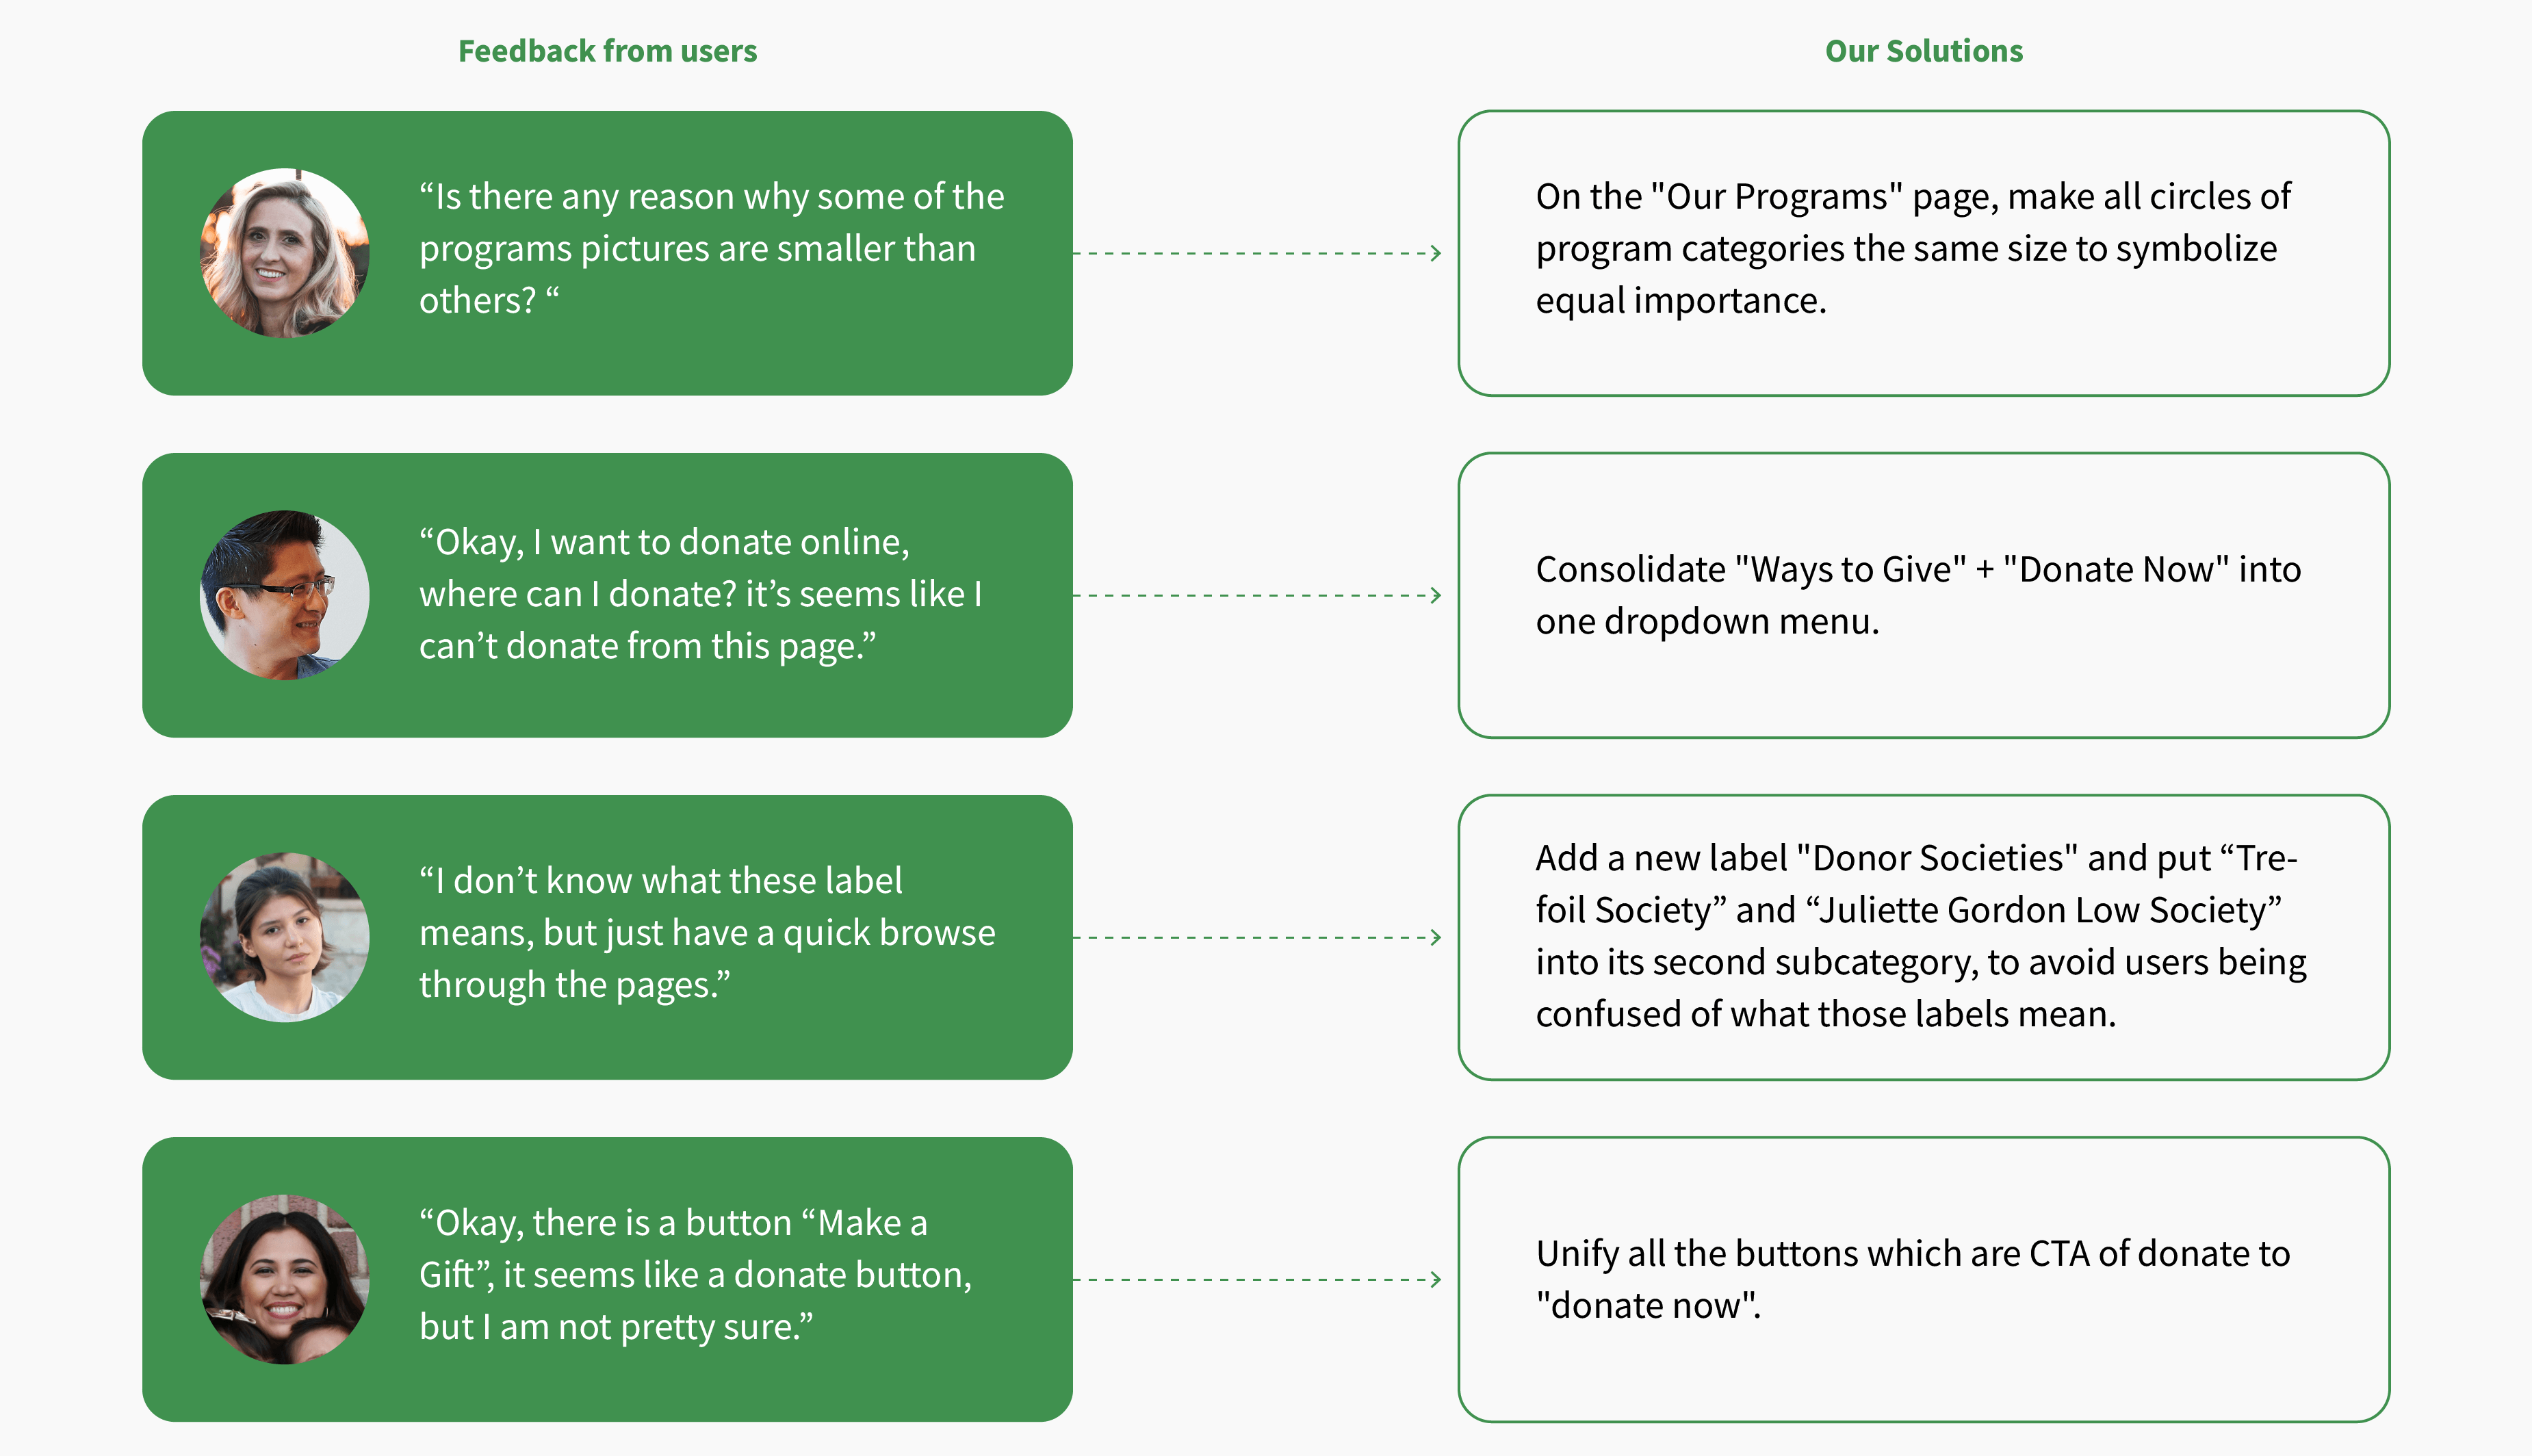 Feedback from users
Our Solutions
“Is there any reason why some of the
programs pictures are smaller than
others? “
On the "Our Programs" page, make all circles of
program categories the same size to symbolize
equal importance.
“Okay, I want to donate online,
where can I donate? it’s seems like I
can’t donate from this page.”
Consolidate "Ways to Give" + "Donate Now" into
one dropdown menu.
“I don’t know what these label
means, but just have a quick browse
through the pages.”
Add a new label "Donor Societies" and put “Tre-
foil Society” and “Juliette Gordon Low Society”
into its second subcategory, to avoid users being
confused of what those labels mean.
“Okay, there is a button “Make a
Gift”, it seems like a donate button,
but I am not pretty sure.”
Unify all the buttons which are CTA of donate to
"donate now".